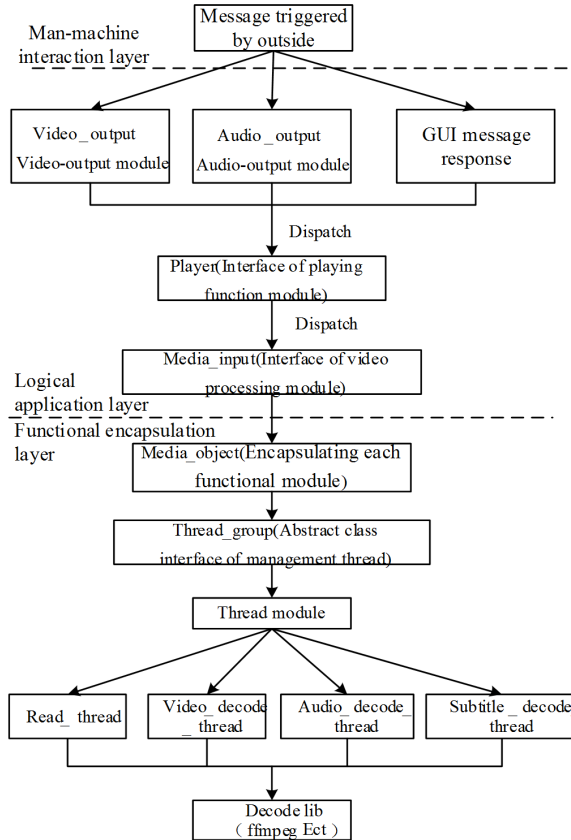 Man-machine
interaction layer
Message triggered
by outside
Video_output
Video-output module
Audio_output
Audio-output module
GUI message
response
Dispatch
Player(Interface of playing
function module)
Dispatch
Media_input(Interface of video
processing module)
Logical
application layer
Functional encapsulation
layer
Media_object(Encapsulating each
functional module)
Thread_group(Abstract class
interface of management thread)
Thread module
Read_ thread
Video_decode
_ thread
Audio_decode_
thread
Subtitle_ decode_
thread
Decode lib
( ffmpeg Ect )